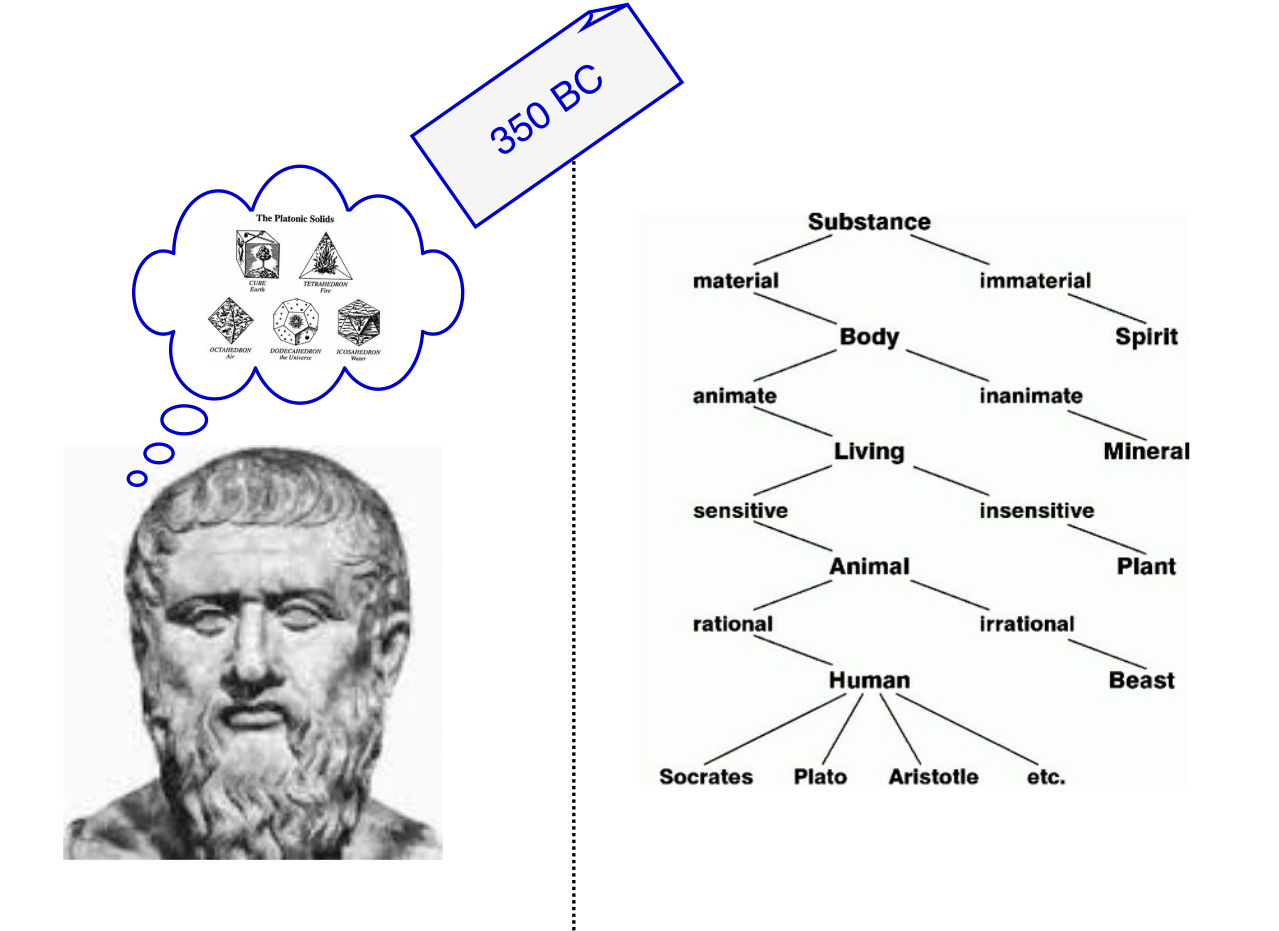 350 BC
The Platonic Solids
CUBE
Earth
TETRAHEDRON
Fire
OCTAHEDRON
Air
DODECAHEDRON
the Universe
ICOSAHEDRON
Water
Substance
material immaterial
Body Spirit
animate inanimate
Living Mineral
sensitive insensitive
Animal Plant
rational irrational
Human Beast
Socrates Plato Aristotle etc.